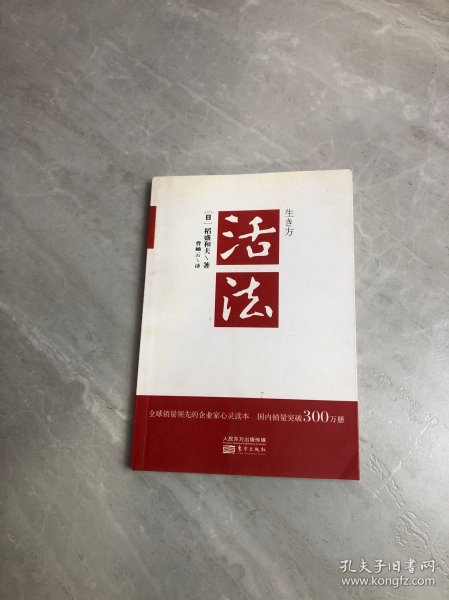 生き方
活法
[日]稻盛和夫\著
曹岫云\译
全球销量领先的企业家心灵读本 国内销量突破300万册
人民东方出版传媒
东方出版社
孔夫子旧书网
www.kongfz.com